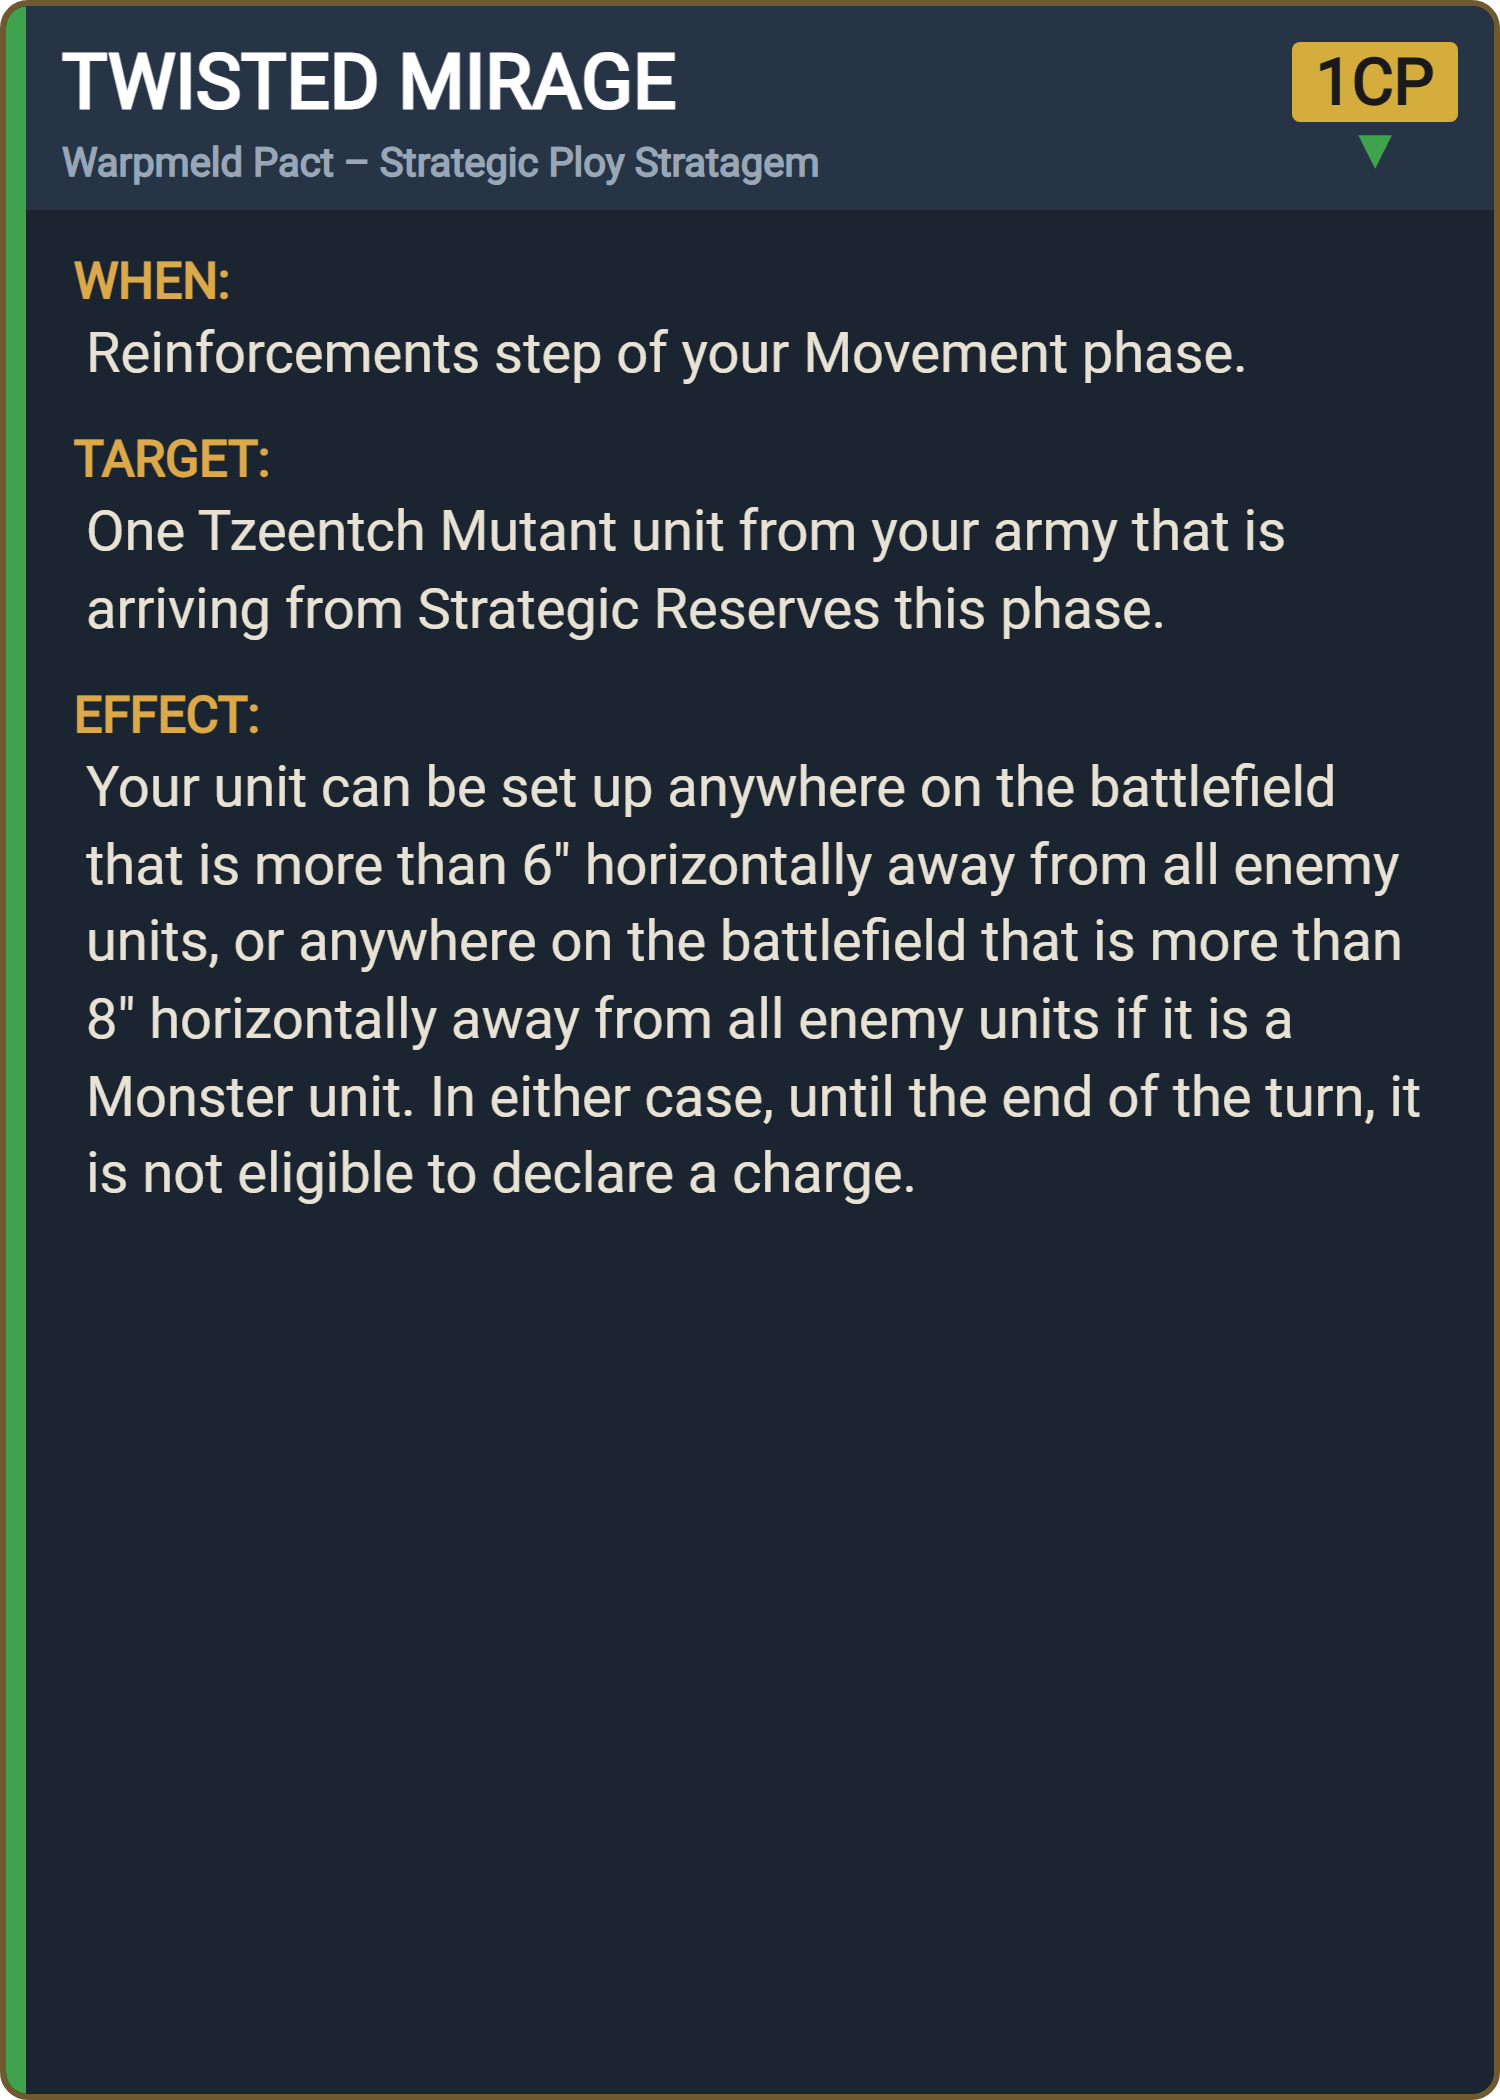 TWISTED MIRAGE
1CP
Warpmeld Pact – Strategic Ploy Stratagem
WHEN:
Reinforcements step of your Movement phase.
TARGET:
One Tzeentch Mutant unit from your army that is
arriving from Strategic Reserves this phase.
EFFECT:
Your unit can be set up anywhere on the battlefield
that is more than 6" horizontally away from all enemy
units, or anywhere on the battlefield that is more than
8" horizontally away from all enemy units if it is a
Monster unit. In either case, until the end of the turn, it
is not eligible to declare a charge.